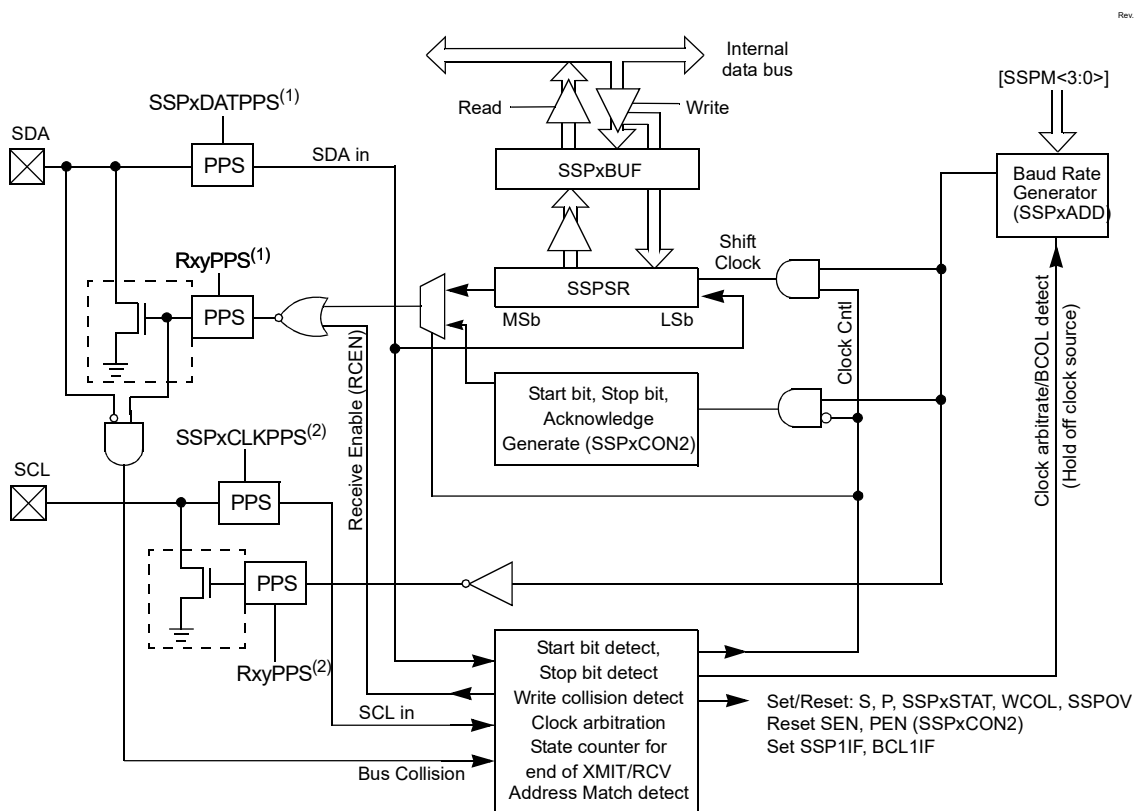 Rev.
Internal
data bus
[SSPM<3:0>]
Read
Write
SSPxDATPPS(1)
SDA
PPS
SDA in
SSPxBUF
Baud Rate
Generator
(SSPxADD)
Shift
Clock
RxyPPS(1)
PPS
SSPSR
MSb
LSb
Clock Cntl
Receive Enable (RCEN)
Clock arbitrate/BCOL detect
(Hold off clock source)
Start bit, Stop bit,
Acknowledge
Generate (SSPxCON2)
SSPxCLKPPS(2)
SCL
PPS
PPS
RxyPPS(2)
Start bit detect,
Stop bit detect
Write collision detect
Clock arbitration
State counter for
end of XMIT/RCV
Address Match detect
SCL in
Bus Collision
Set/Reset: S, P, SSPxSTAT, WCOL, SSPOV
Reset SEN, PEN (SSPxCON2)
Set SSP1IF, BCL1IF